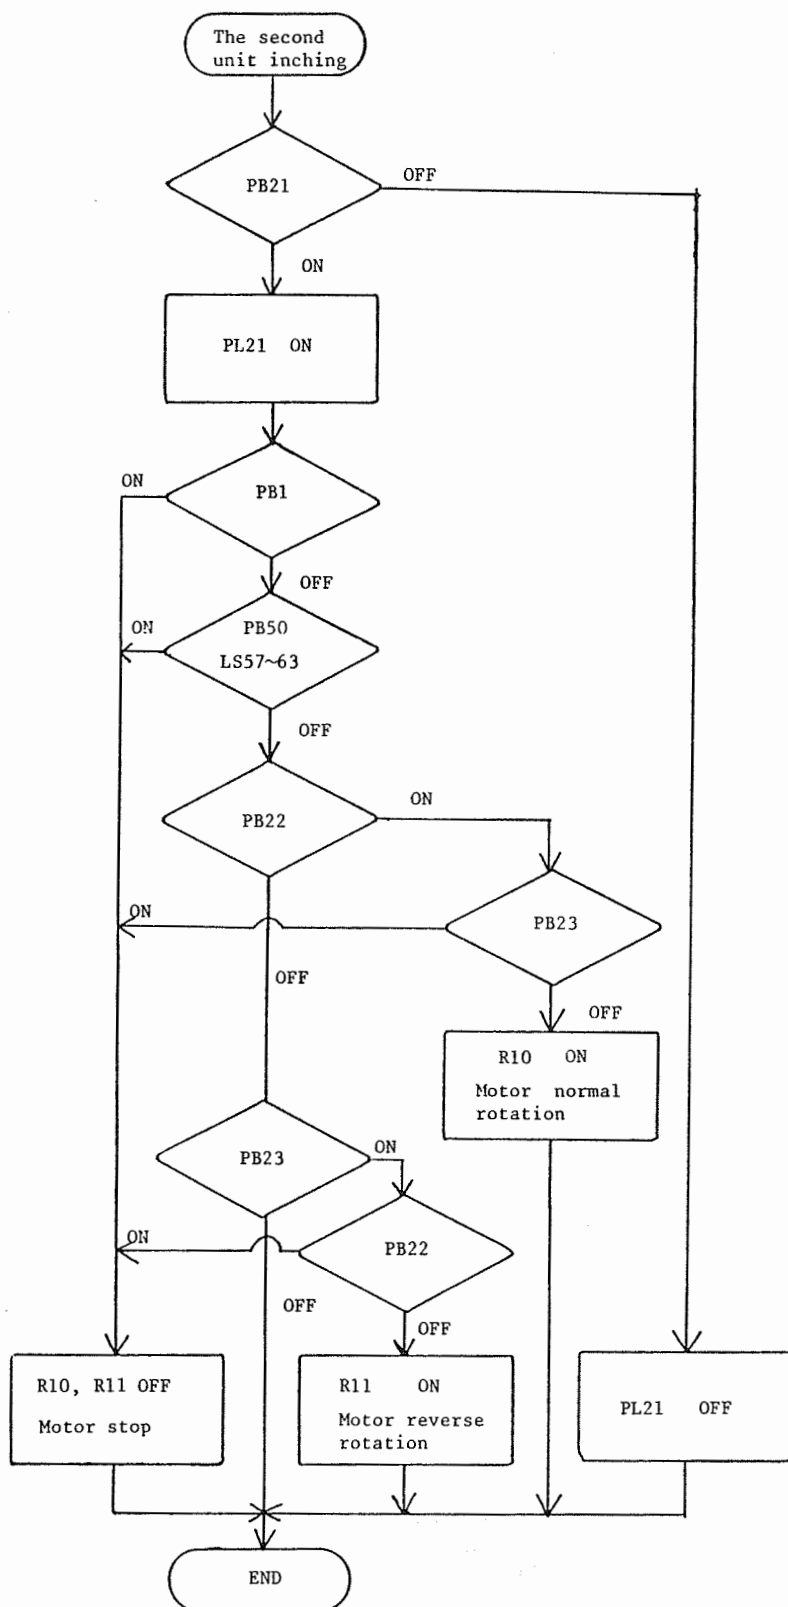 The second
unit inching
PB21
OFF
ON
PL21 ON
ON
PB1
OFF
ON
PB50
LS57~63
OFF
PB22
ON
ON
PB23
OFF
OFF
R10 ON
Motor normal
rotation
PB23
ON
ON
PB22
OFF
OFF
R10, R11 OFF
Motor stop
R11 ON
Motor reverse
rotation
PL21 OFF
END